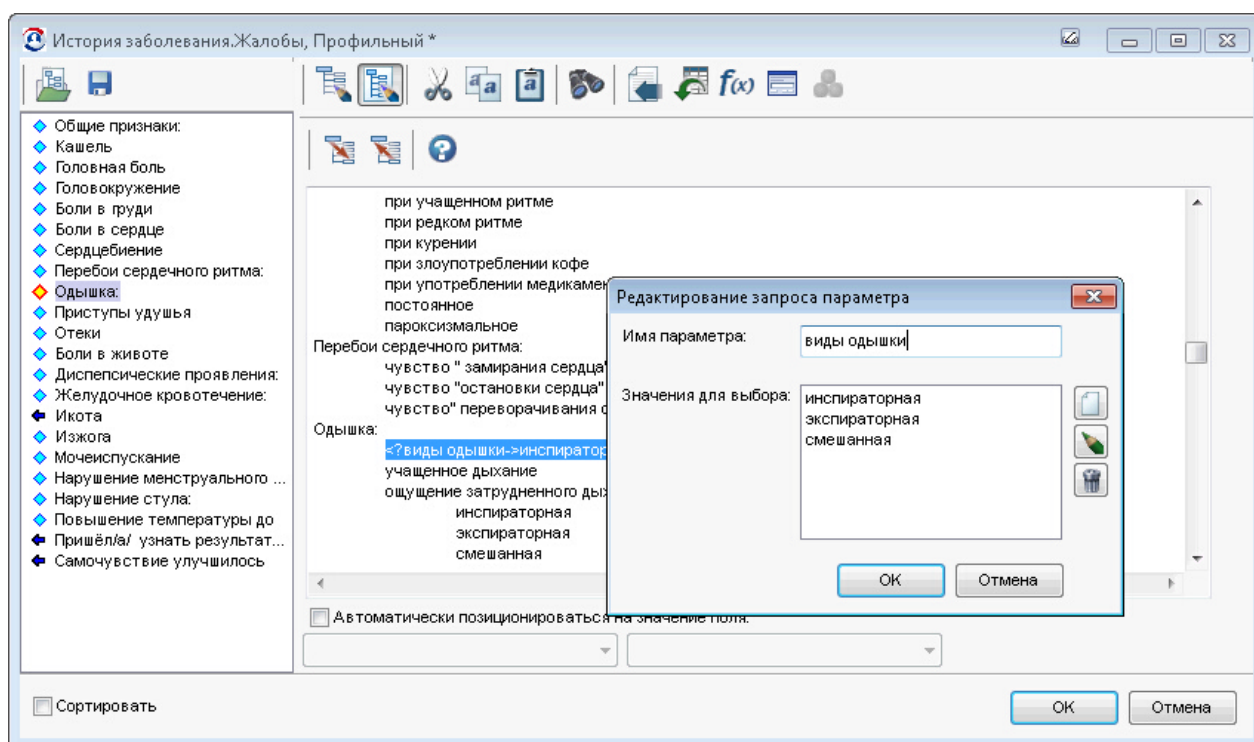 История заболевания.Жалобы, Профильный *
f(x)
Общие признаки:
Кашель
Головная боль
Головокружение
Боли в груди
Боли в сердце
Сердцебиение
Перебои сердечного ритма:
Одышка:
Приступы удушья
Отеки
Боли в животе
Диспепсические проявления:
Желудочное кровотечение:
Икота
Изжога
Мочеиспускание
Нарушение менструального ...
Нарушение стула:
Повышение температуры до
Пришёл/а/ узнать результат...
Самочувствие улучшилось
при учащенном ритме
при редком ритме
при курении
при злоупотреблении кофе
при употреблении медикамен
постоянное
пароксизмальное
Перебои сердечного ритма:
чувство " замирания сердца"
чувство "остановки сердца"
чувство" переворачивания с
Одышка:
<?виды одышки->инспиратор
учащенное дыхание
ощущение затрудненного дых
инспираторная
экспираторная
смешанная
Редактирование запроса параметра
Имя параметра:
виды одышки
Значения для выбора:
инспираторная
экспираторная
смешанная
ОК
Отмена
Автоматически позиционироваться на значение поля:
Сортировать
ОК
Отмена